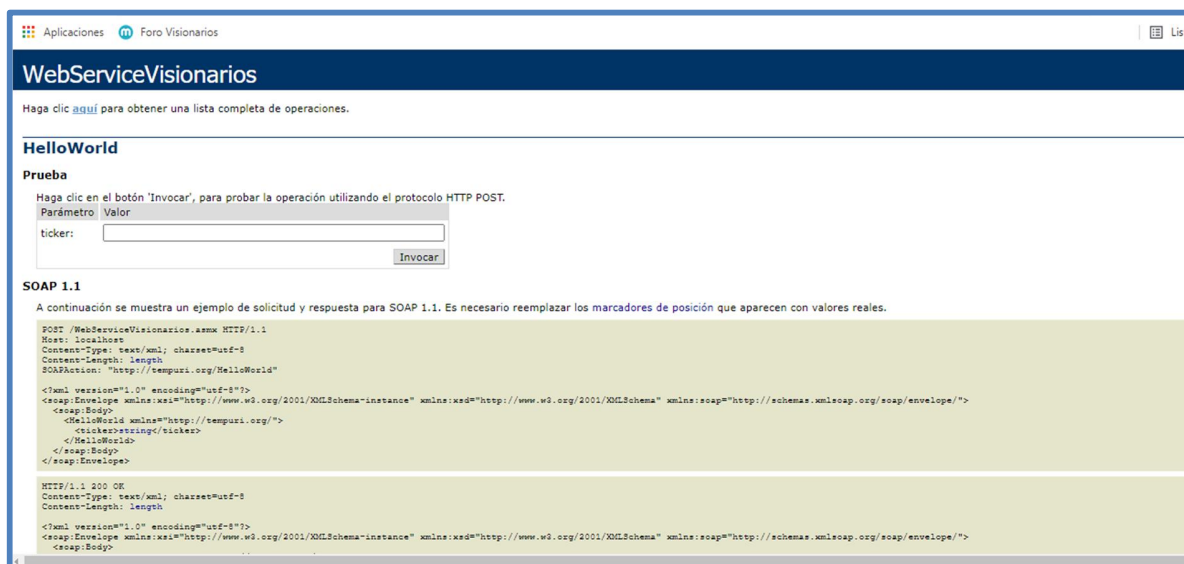 Aplicaciones Foro Visionarios Lis
WebServiceVisionarios
Haga clic aquí para obtener una lista completa de operaciones.
HelloWorld
Prueba
Haga clic en el botón 'Invocar', para probar la operación utilizando el protocolo HTTP POST.
Parámetro Valor
ticker:
Invocar
SOAP 1.1
A continuación se muestra un ejemplo de solicitud y respuesta para SOAP 1.1. Es necesario reemplazar los marcadores de posición que aparecen con valores reales.
POST /WebServiceVisionarios.asmx HTTP/1.1
Host: localhost
Content-Type: text/xml; charset=utf-8
Content-Length: length
SOAPAction: "http://tempuri.org/HelloWorld"
<?xml version="1.0" encoding="utf-8"?>
<soap:Envelope xmlns:xsi="http://www.w3.org/2001/XMLSchema-instance" xmlns:xsd="http://www.w3.org/2001/XMLSchema" xmlns:soap="http://schemas.xmlsoap.org/soap/envelope/">
<soap:Body>
<HelloWorld xmlns="http://tempuri.org/">
<ticker>string</ticker>
</HelloWorld>
</soap:Body>
</soap:Envelope>
HTTP/1.1 200 OK
Content-Type: text/xml; charset=utf-8
Content-Length: length
<?xml version="1.0" encoding="utf-8"?>
<soap:Envelope xmlns:xsi="http://www.w3.org/2001/XMLSchema-instance" xmlns:xsd="http://www.w3.org/2001/XMLSchema" xmlns:soap="http://schemas.xmlsoap.org/soap/envelope/">
<soap:Body>